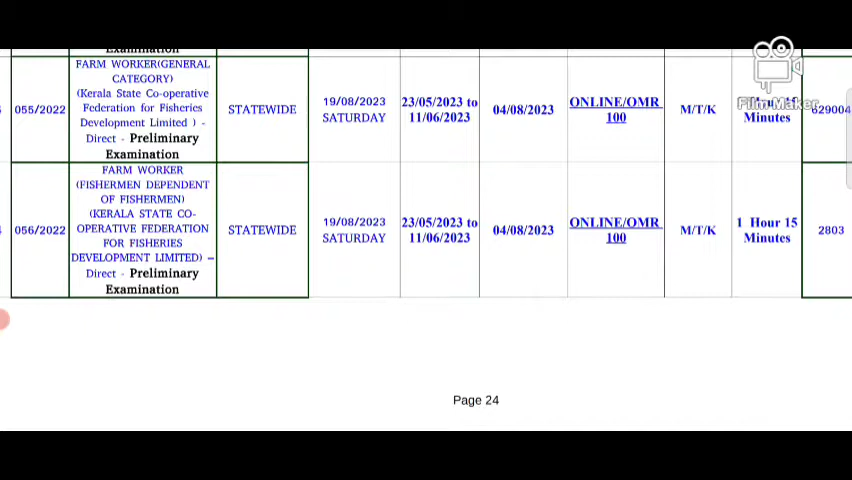 Examination
FARM WORKER(GENERAL
CATEGORY)
(Kerala State Co-operative
Federation for Fisheries
Development Limited ) -
Direct - Preliminary
Examination
055/2022
STATEWIDE
19/08/2023
SATURDAY
23/05/2023 to
11/06/2023
04/08/2023
ONLINE/OMR
100
M/T/K
Minutes
629004
Film Maker
FARM WORKER
(FISHERMEN DEPENDENT
OF FISHERMEN)
(KERALA STATE CO-
OPERATIVE FEDERATION
FOR FISHERIES
DEVELOPMENT LIMITED) –
Direct - Preliminary
Examination
056/2022
STATEWIDE
19/08/2023
SATURDAY
23/05/2023 to
11/06/2023
04/08/2023
ONLINE/OMR
100
M/T/K
1 Hour 15
Minutes
2803
Page 24